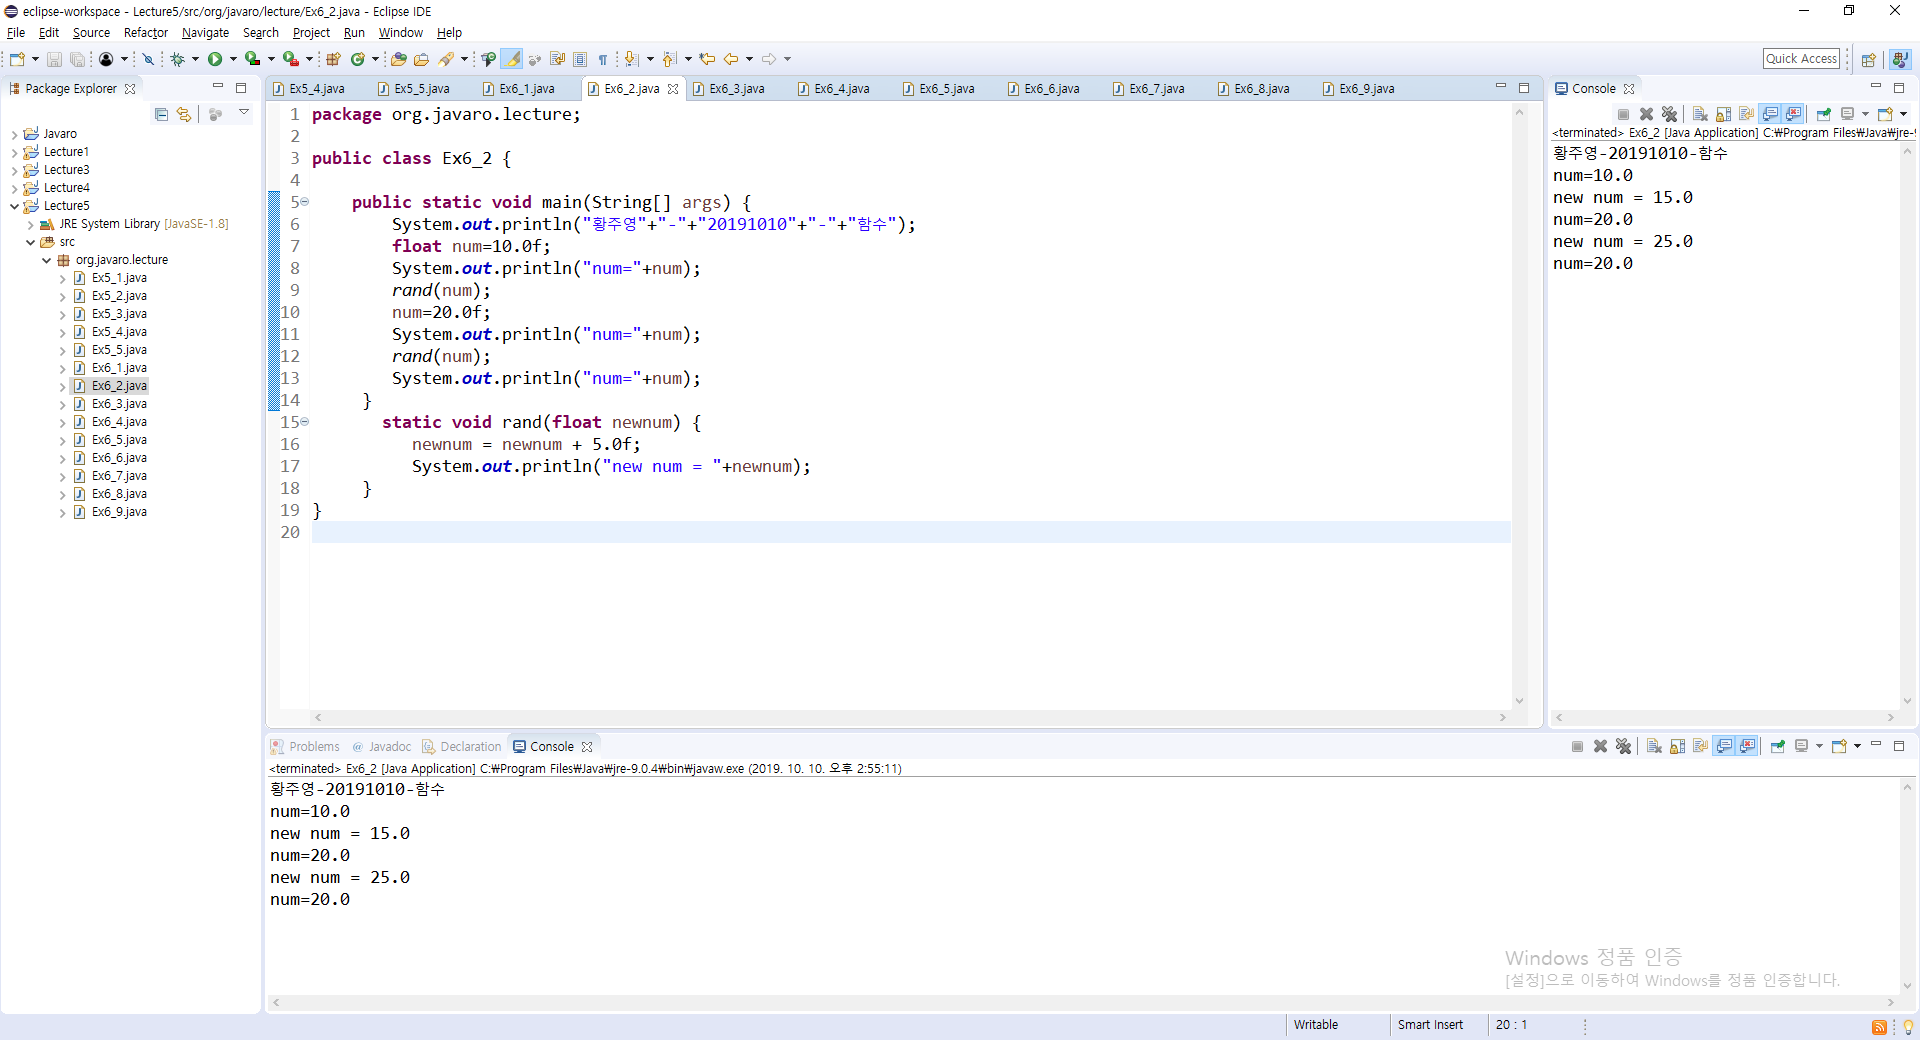 eclipse-workspace - Lecture5/src/org/javaro/lecture/Ex6_2.java - Eclipse IDE
File Edit Source Refactor Navigate Search Project Run Window Help
Quick Access
Package Explorer
Javaro
Lecture1
Lecture3
Lecture4
Lecture5
JRE System Library [JavaSE-1.8]
src
org.javaro.lecture
Ex5_1.java
Ex5_2.java
Ex5_3.java
Ex5_4.java
Ex5_5.java
Ex6_1.java
Ex6_2.java
Ex6_3.java
Ex6_4.java
Ex6_5.java
Ex6_6.java
Ex6_7.java
Ex6_8.java
Ex6_9.java
Ex5_4.java Ex5_5.java Ex6_1.java Ex6_2.java Ex6_3.java Ex6_4.java Ex6_5.java Ex6_6.java Ex6_7.java Ex6_8.java Ex6_9.java
1 package org.javaro.lecture;
2
3 public class Ex6_2 {
4
5 public static void main(String[] args) {
6 System.out.println("황주영"+"-"+"20191010"+"-"+"함수");
7 float num=10.0f;
8 System.out.println("num="+num);
9 rand(num);
10 num=20.0f;
11 System.out.println("num="+num);
12 rand(num);
13 System.out.println("num="+num);
14 }
15 static void rand(float newnum) {
16 newnum = newnum + 5.0f;
17 System.out.println("new num = "+newnum);
18 }
19 }
20
Console
<terminated> Ex6_2 [Java Application] C:₩Program Files₩Java₩jre-9
황주영-20191010-함수
num=10.0
new num = 15.0
num=20.0
new num = 25.0
num=20.0
Problems @ Javadoc Declaration Console
<terminated> Ex6_2 [Java Application] C:₩Program Files₩Java₩jre-9.0.4₩bin₩javaw.exe (2019. 10. 10. 오후 2:55:11)
황주영-20191010-함수
num=10.0
new num = 15.0
num=20.0
new num = 25.0
num=20.0
Windows 정품 인증
[설정]으로 이동하여 Windows를 정품 인증합니다.
Writable Smart Insert 20 : 1